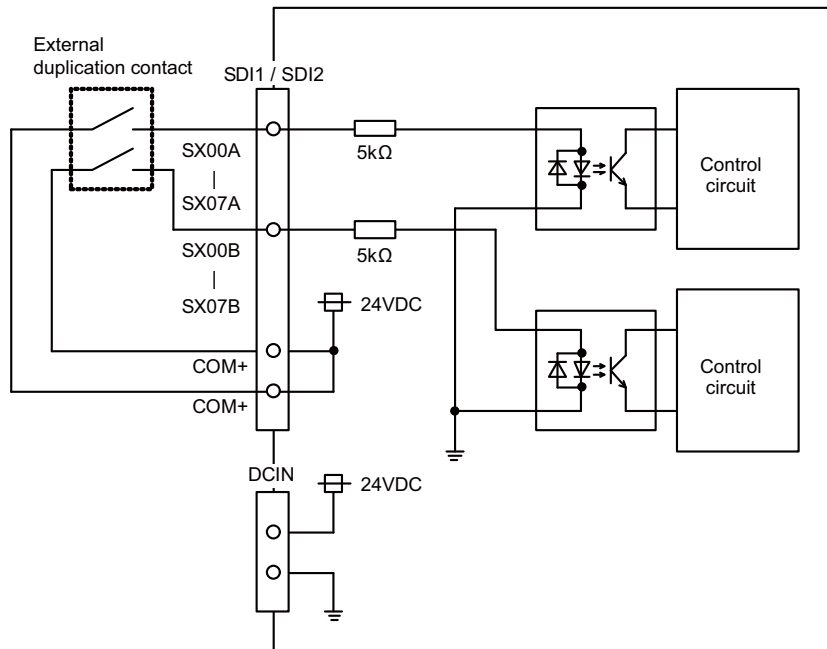 External
duplication contact
SDI1 / SDI2
SX00A
|
SX07A
5kΩ
Control
circuit
SX00B
|
SX07B
5kΩ
24VDC
COM+
COM+
Control
circuit
DCIN
24VDC